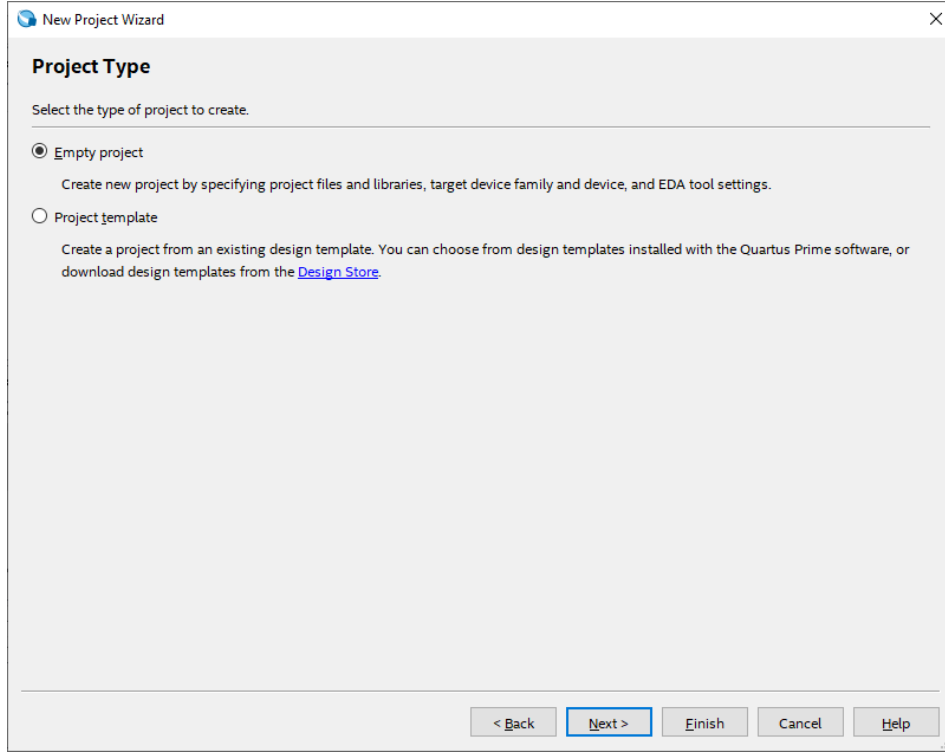 New Project Wizard
Project Type
Select the type of project to create.
Empty project
Create new project by specifying project files and libraries, target device family and device, and EDA tool settings.
Project template
Create a project from an existing design template. You can choose from design templates installed with the Quartus Prime software, or
download design templates from the Design Store.
< Back Next > Finish Cancel Help